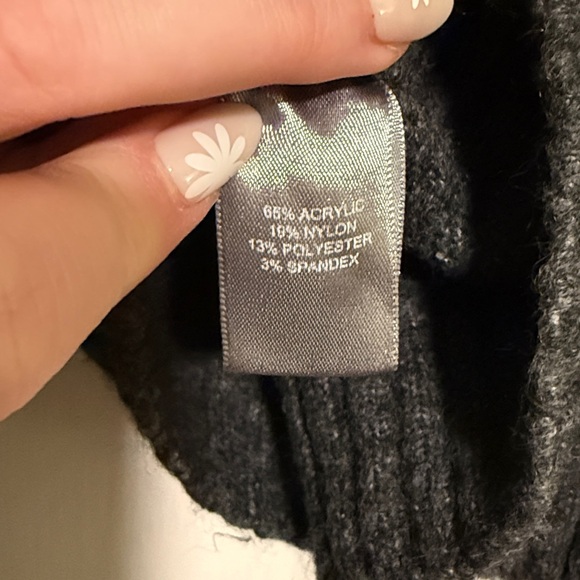 65% ACRYLIC
19% NYLON
13% POLYESTER
3% SPANDEX